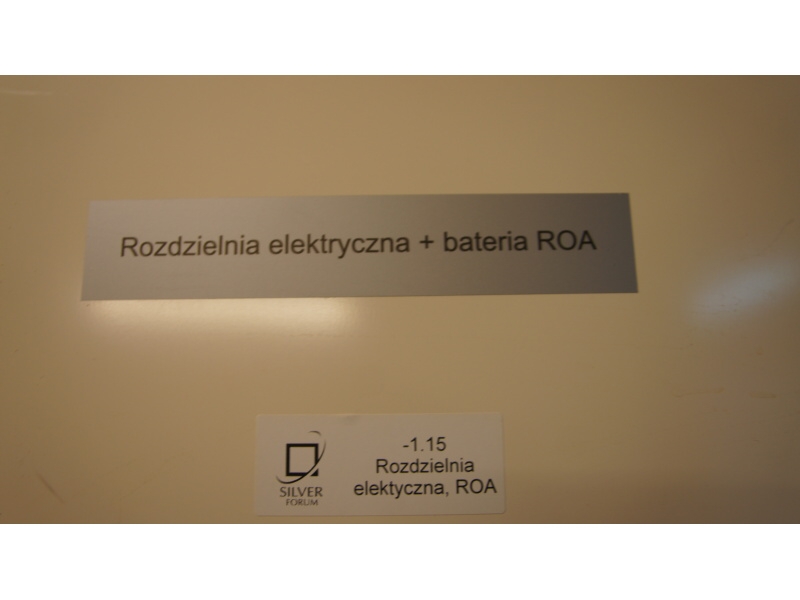 Rozdzielnia elektryczna + bateria ROA
-1.15
Rozdzielnia
elektyczna, ROA
SILVER
FORUM